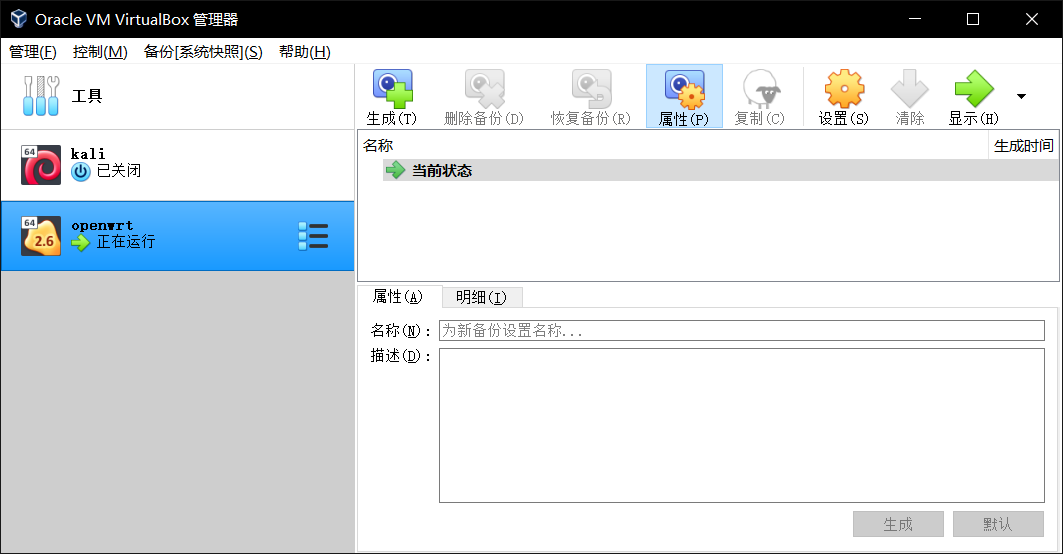 Oracle VM VirtualBox 管理器
管理(F) 控制(M) 备份[系统快照](S) 帮助(H)
工具
64
kali
已关闭
64
2.6
openwrt
正在运行
生成(T) 删除备份(D) 恢复备份(R) 属性(P) 复制(C) 设置(S) 清除 显示(H)
名称 生成时间
当前状态
属性(A) 明细(I)
名称(N): 为新备份设置名称...
描述(D):
生成 默认